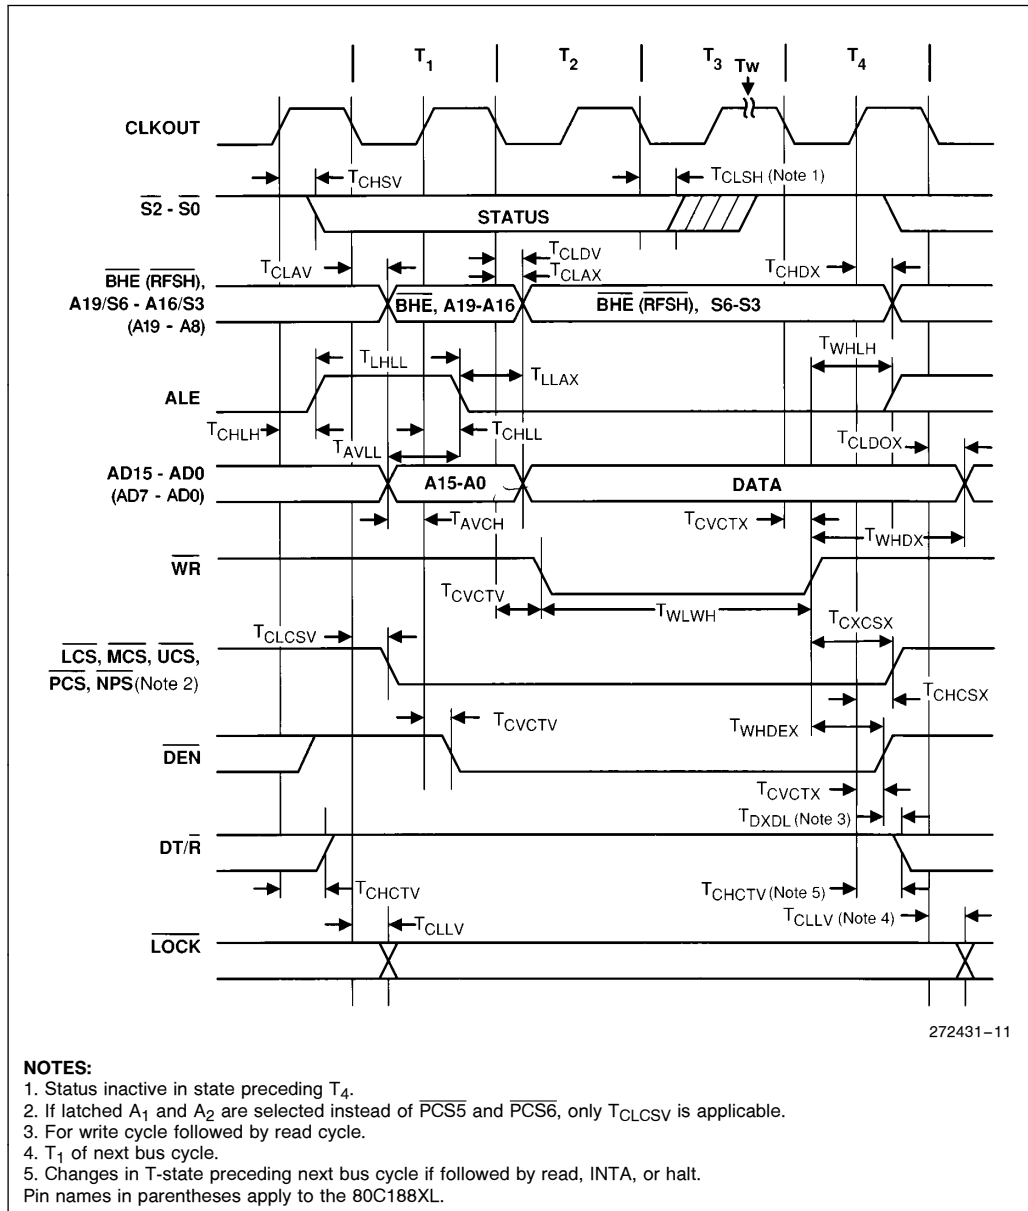 T1 T2 T3 Tw T4
CLKOUT
TCHSV TCLSH (Note 1)
S2 - S0 STATUS
TCLDV
TCLAV TCLAX TCHDX
BHE (RFSH),
A19/S6 - A16/S3
(A19 - A8)
BHE, A19-A16 BHE (RFSH), S6-S3
TLHLL TWHLH
TLLAX
ALE
TCHLH TCHLL TCLDOX
TAVLL
AD15 - AD0
(AD7 - AD0)
A15-A0 DATA
TAVCH TCVCTX
TWHDX
WR
TCVCTV TWLWH
TCLCSV TCXCSX
LCS, MCS, UCS,
PCS, NPS (Note 2)
TCHCSX
TCVCTV TWHDEX
DEN
TCVCTX
TDXDL (Note 3)
DT/R
TCHCTV TCHCTV (Note 5)
TCLLV TCLLV (Note 4)
LOCK
272431-11
NOTES:
1. Status inactive in state preceding T4.
2. If latched A1 and A2 are selected instead of PCS5 and PCS6, only TCLCSV is applicable.
3. For write cycle followed by read cycle.
4. T1 of next bus cycle.
5. Changes in T-state preceding next bus cycle if followed by read, INTA, or halt.
Pin names in parentheses apply to the 80C188XL.